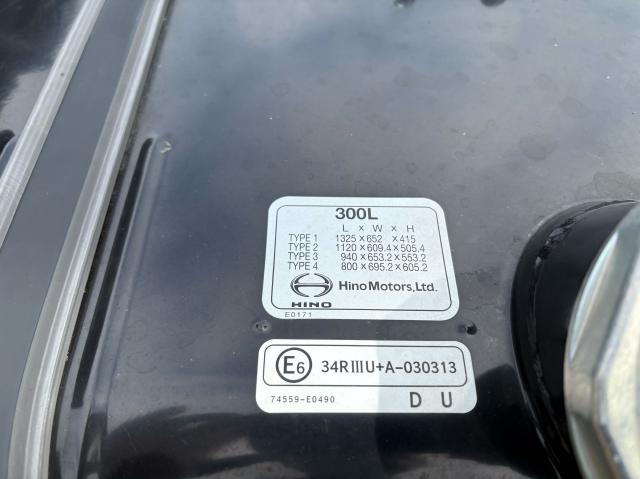 300L
L × W × H
TYPE 1 1325×652 ×415
TYPE 2 1120×609.4×505.4
TYPE 3 940×653.2×553.2
TYPE 4 800×695.2×605.2
HINO Hino Motors, Ltd.
E0171
E6 34RⅢU+A-030313
74559-E0490 D U